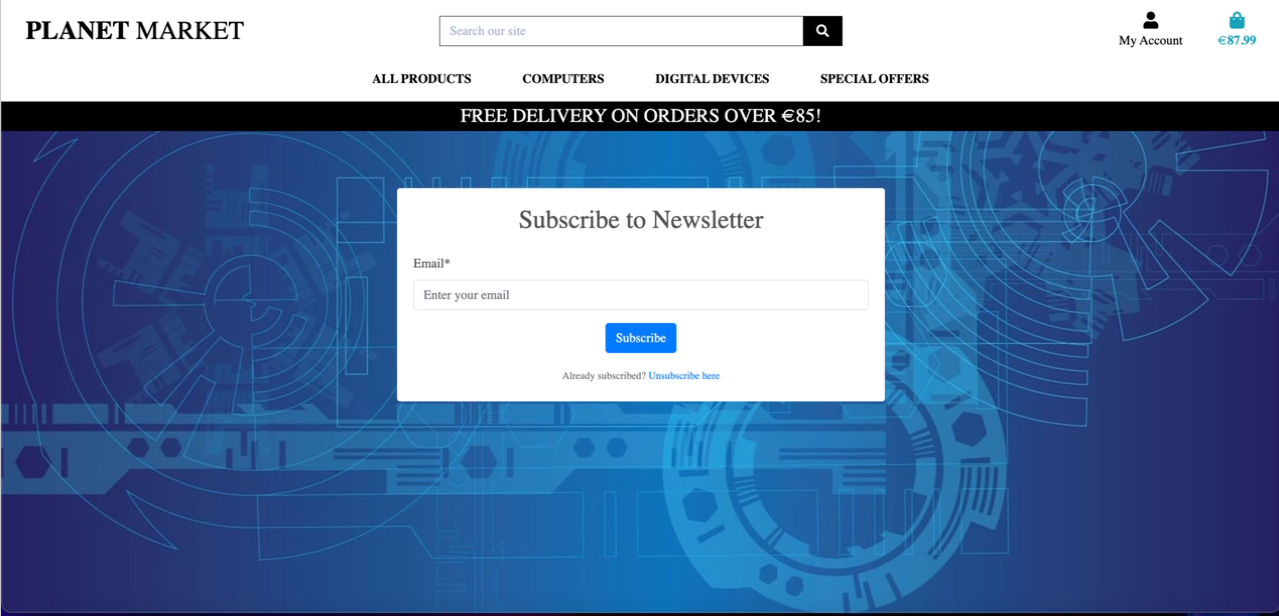 PLANET MARKET
Search our site
My Account
€87.99
ALL PRODUCTS COMPUTERS DIGITAL DEVICES SPECIAL OFFERS
FREE DELIVERY ON ORDERS OVER €85!
Subscribe to Newsletter
Email*
Enter your email
Subscribe
Already subscribed? Unsubscribe here